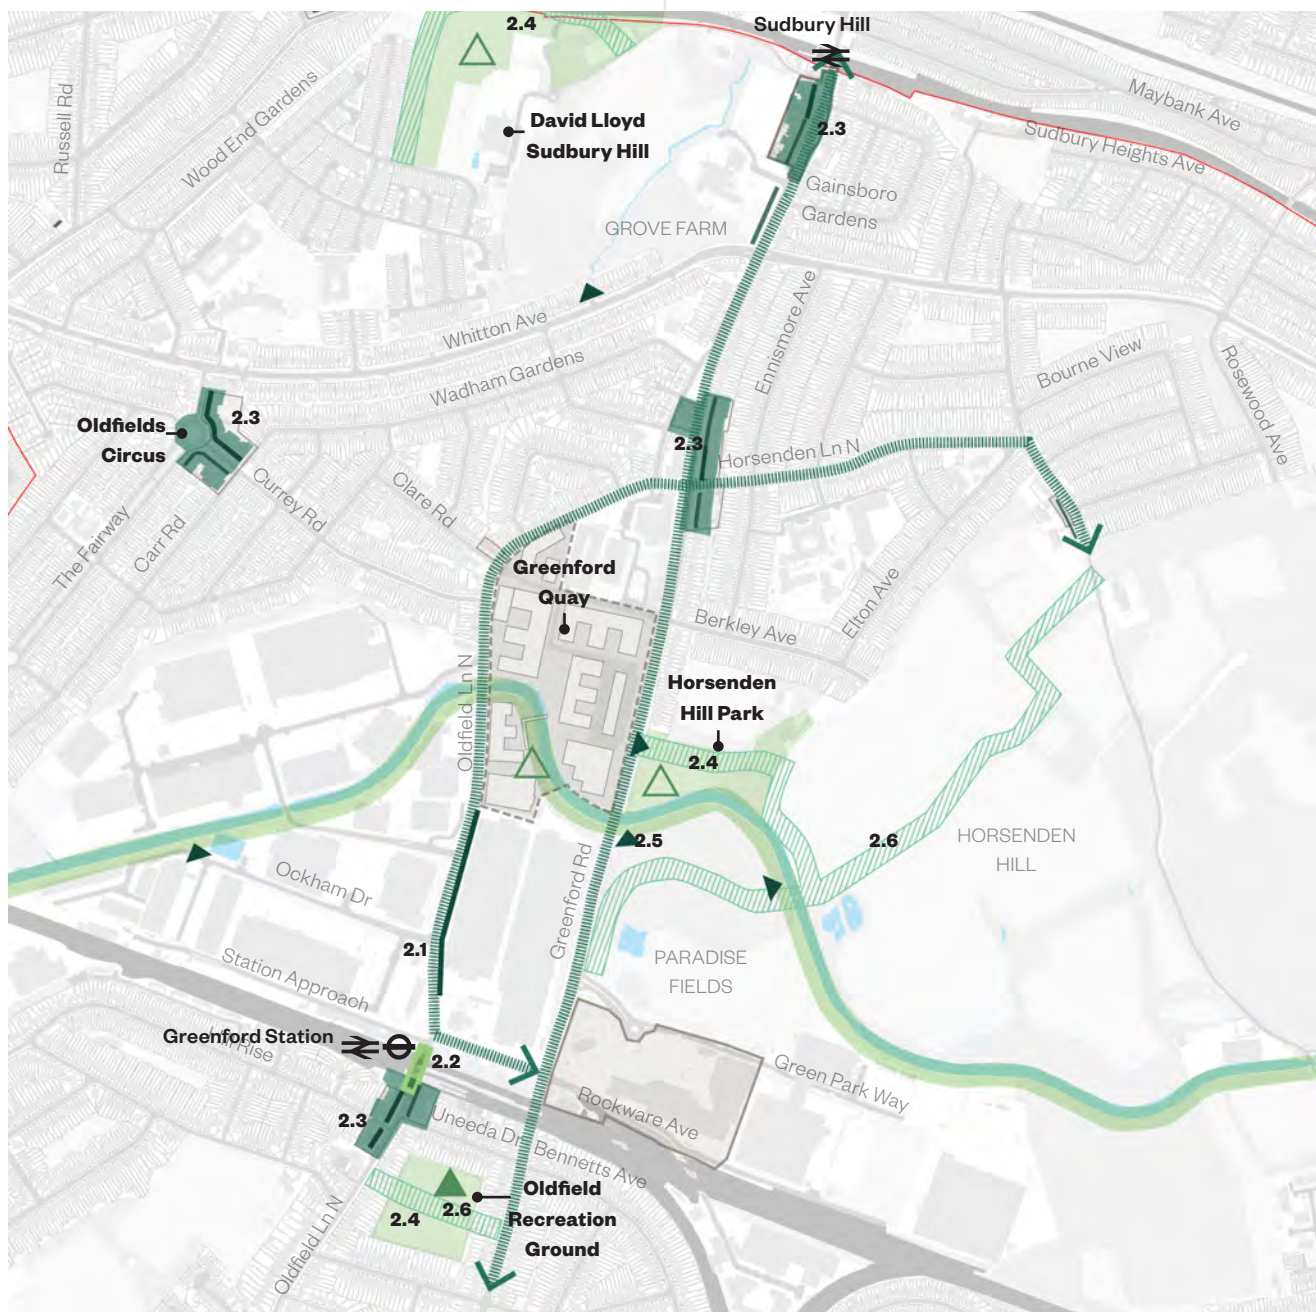 2.4
Sudbury Hill
Russell Rd
Wood End Gardens
David Lloyd
Sudbury Hill
2.3
Maybank Ave
Sudbury Heights Ave
Gainsboro
Gardens
GROVE FARM
Whitton Ave
Wadham Gardens
Ennismore Ave
Bourne View
Rosewood Ave
Oldfields
Circus
2.3
2.3
Horsenden Ln N
Currey Rd
Clare Rd
The Fairway
Carr Rd
Greenford
Quay
Berkley Ave
Elton Ave
Oldfield Ln N
Horsenden
Hill Park
2.4
2.5
2.6
HORSENDEN
HILL
Ockham Dr
Greenford Rd
2.1
Station Approach
PARADISE
FIELDS
Greenford Station
Rise
2.2
Green Park Way
Rockware Ave
2.3
Uneeda Dr
Bennetts Ave
Oldfield
Recreation
Ground
2.6
2.4
Oldfield Ln N